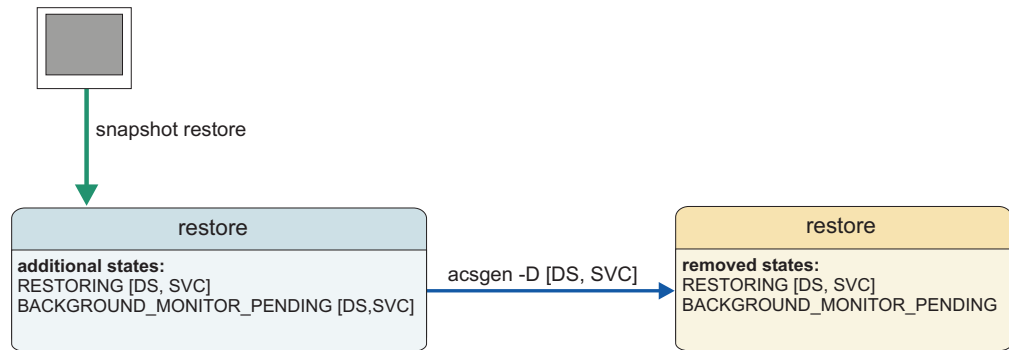 snapshot restore
restore
additional states:
RESTORING [DS, SVC]
BACKGROUND_MONITOR_PENDING [DS,SVC]
acsgen -D [DS, SVC]
restore
removed states:
RESTORING [DS, SVC]
BACKGROUND_MONITOR_PENDING